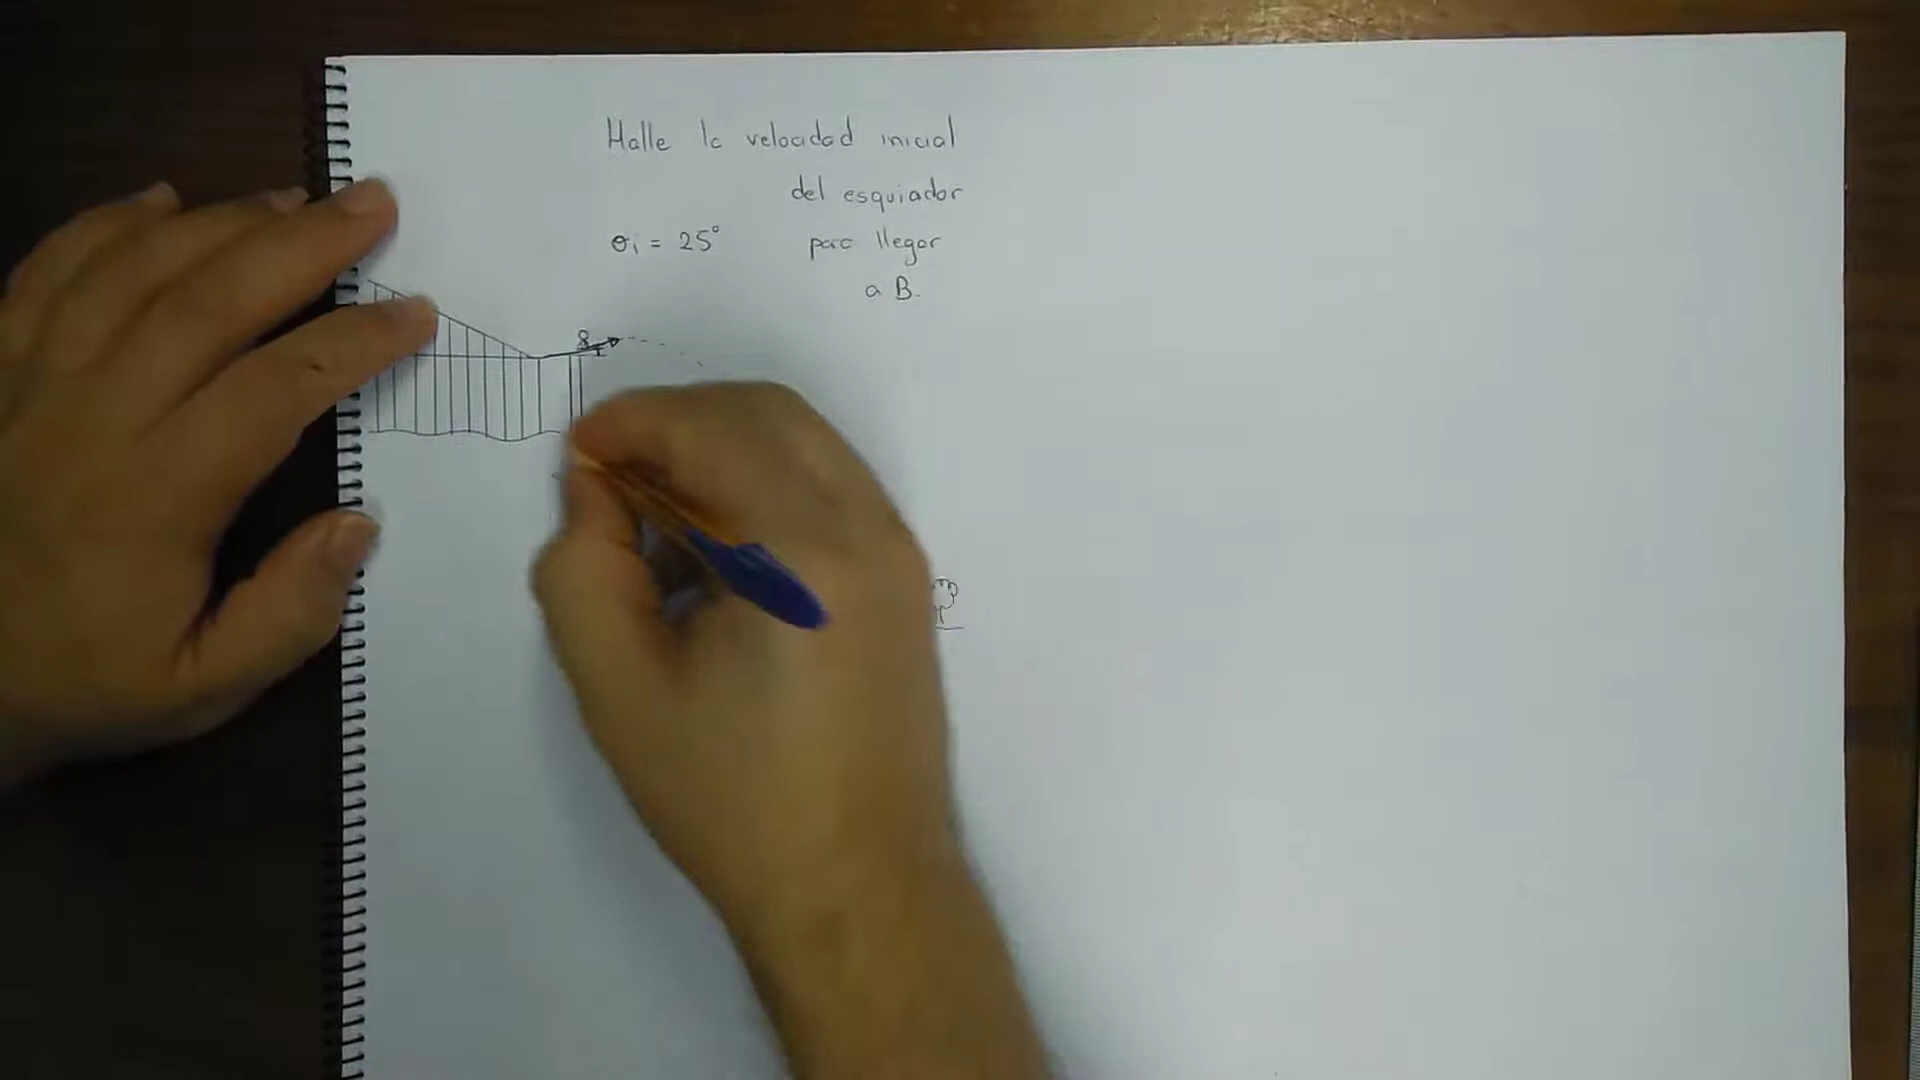 Halle la velocidad inicial
del esquiador
θi = 25° para llegar
a B.